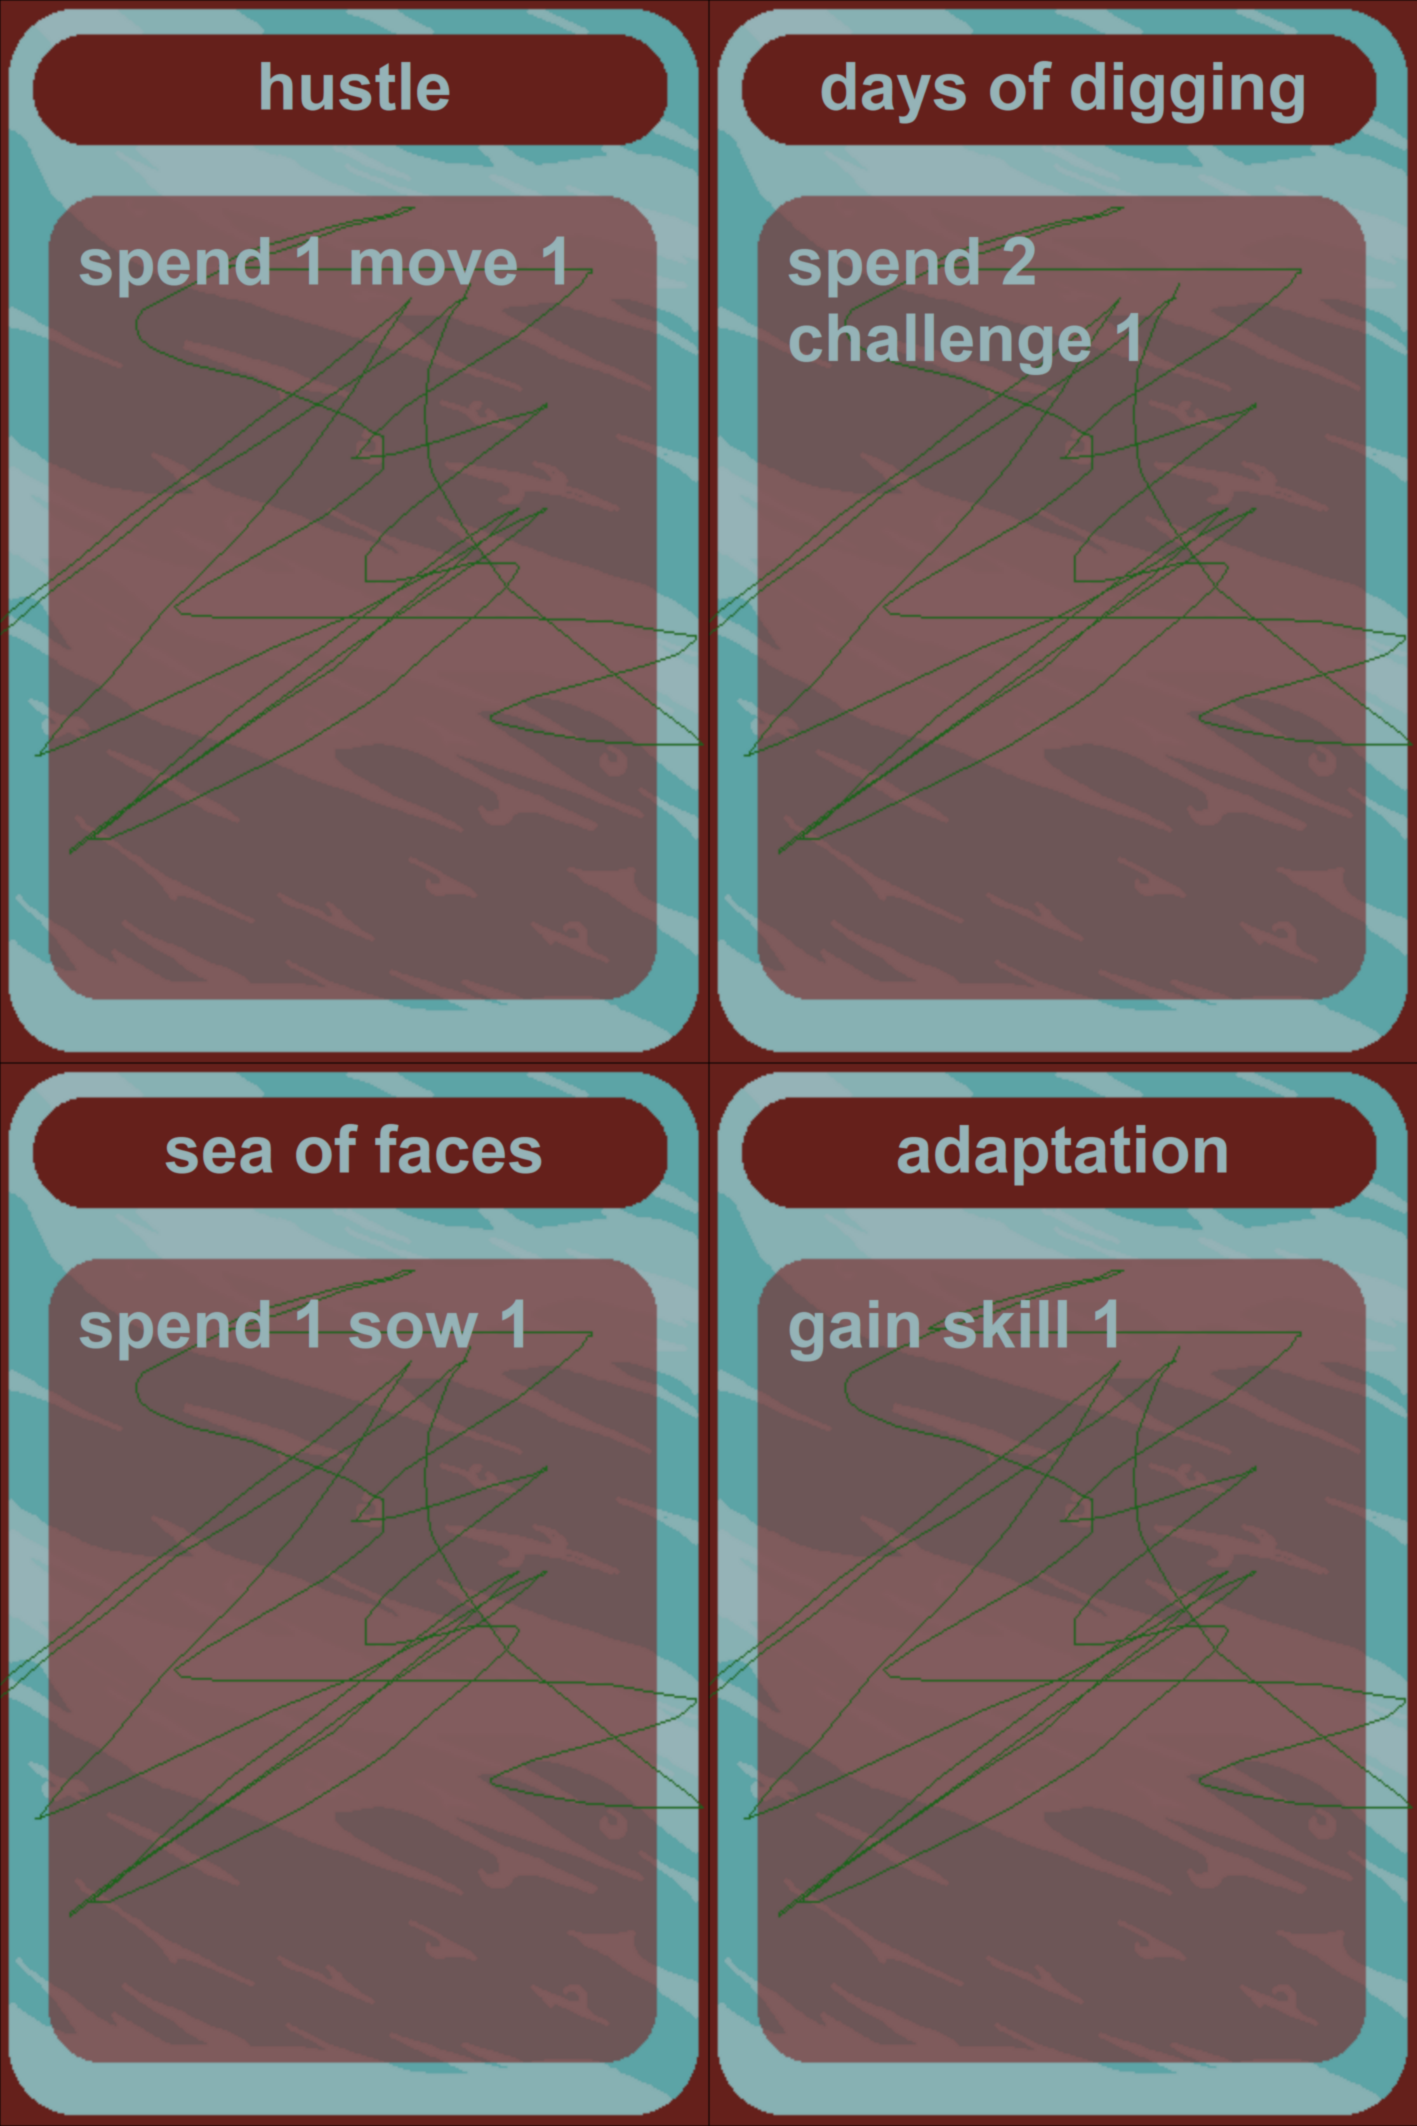 hustle
spend 1 move 1
days of digging
spend 2
challenge 1
sea of faces
spend 1 sow 1
adaptation
gain skill 1